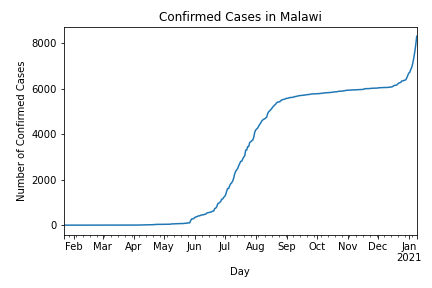 Confirmed Cases in Malawi
Number of Confirmed Cases
8000
6000
4000
2000
0
Feb Mar Apr May Jun Jul Aug Sep Oct Nov Dec Jan
2021
Day